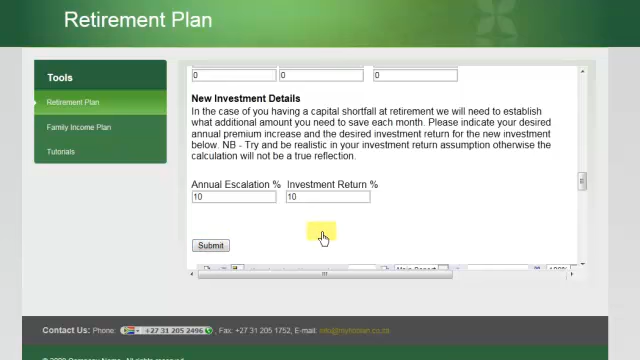 Retirement Plan
Tools
Retirement Plan
Family Income Plan
Tutorials
0 0 0
New Investment Details
In the case of you having a capital shortfall at retirement we will need to establish
what additional amount you need to save each month. Please indicate your desired
annual premium increase and the desired investment return for the new investment
below. NB - Try and be realistic in your investment return assumption otherwise the
calculation will not be a true reflection.
Annual Escalation % Investment Return %
10 10
Submit
Main Report 100%
Contact Us: Phone: +27 31 205 2496, Fax. +27 31 205 1752, E-mail: